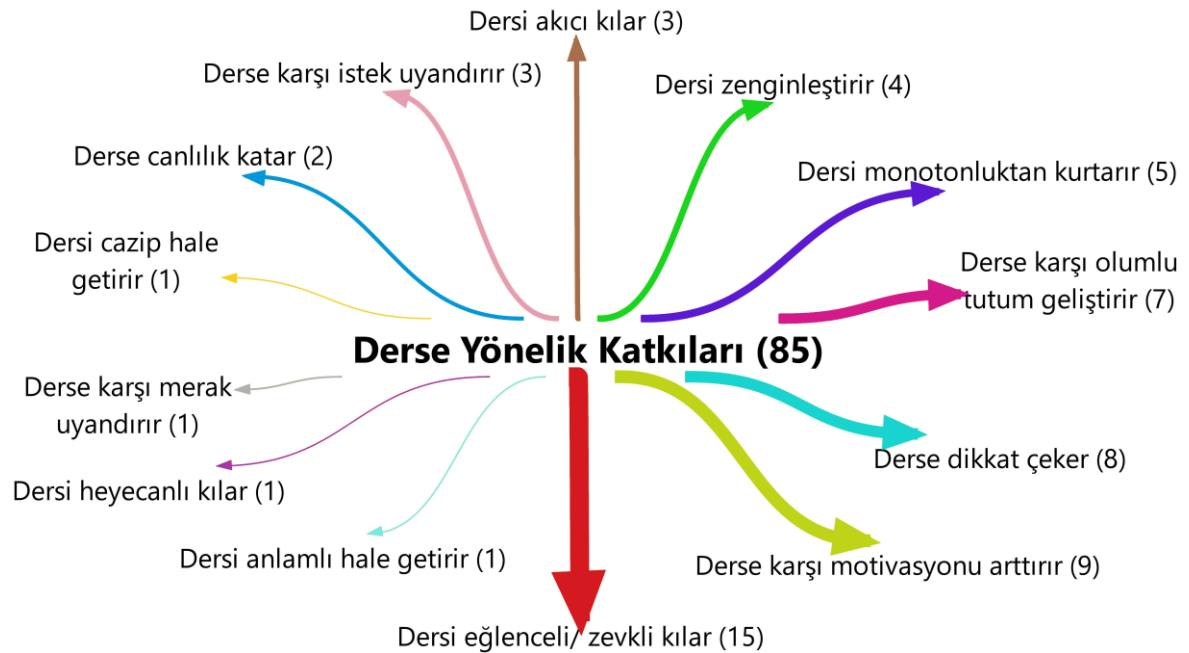 Dersi akıcı kılar (3)
Derse karşı istek uyandırır (3)
Dersi zenginleştirir (4)
Derse canlılık katar (2)
Dersi monotonluktan kurtarır (5)
Dersi cazip hale
getirir (1)
Derse karşı olumlu
tutum geliştirir (7)
Derse Yönelik Katkıları (85)
Derse karşı merak
uyandırır (1)
Derse dikkat çeker (8)
Dersi heyecanlı kılar (1)
Dersi anlamlı hale getirir (1)
Derse karşı motivasyonu arttırır (9)
Dersi eğlenceli/ zevkli kılar (15)